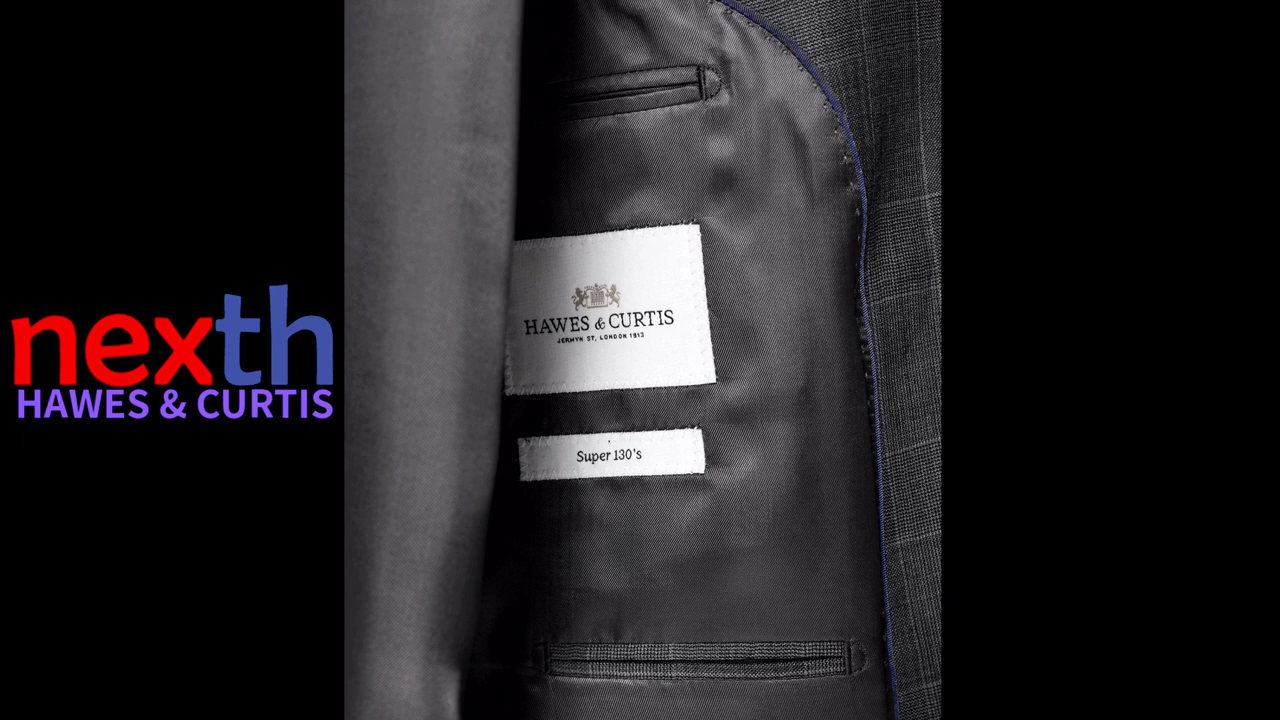 nexth
HAWES & CURTIS
HAWES & CURTIS
JERMYN ST, LONDON 1913
Super 130's